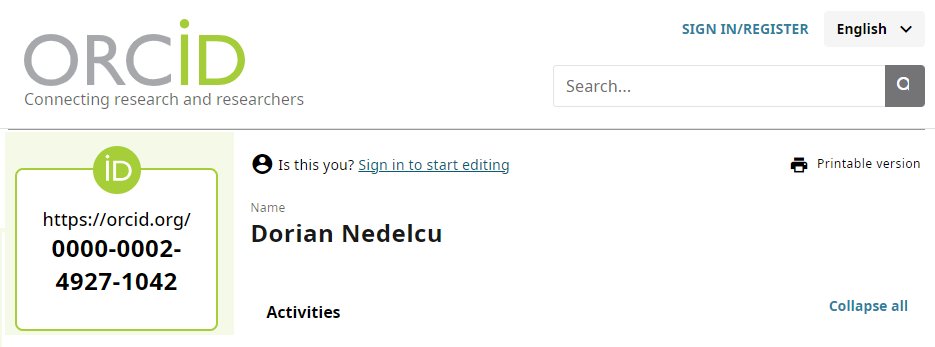 ORCiD
Connecting research and researchers
SIGN IN/REGISTER
English
Search...
iD
https://orcid.org/
0000-0002-
4927-1042
Is this you? Sign in to start editing
Printable version
Name
Dorian Nedelcu
Activities
Collapse all